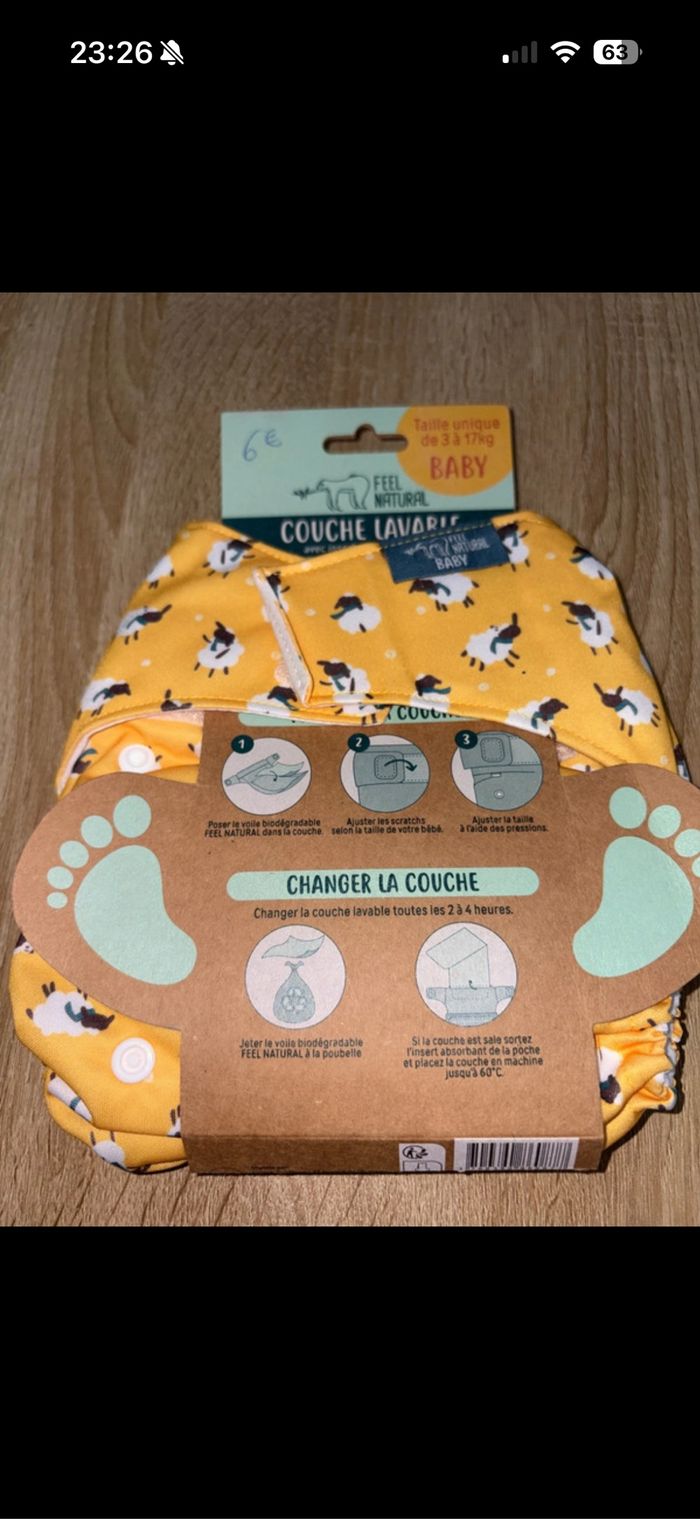 23:26
63
6€
Taille unique
de 3 à 17kg
BABY
FEEL
NATURAL
COUCHE LAVABLE
FEEL
NATURAL
BABY
1
2
3
Poser le voile biodégradable
FEEL NATURAL dans la couche.
Ajuster les scratchs
selon la taille de votre bébé.
Ajuster la taille
à l'aide des pressions.
CHANGER LA COUCHE
Changer la couche lavable toutes les 2 à 4 heures.
Jeter le voile biodégradable
FEEL NATURAL à la poubelle
Si la couche est sale sortez
l'insert absorbant de la poche
et placez la couche en machine
jusqu'à 60°C.